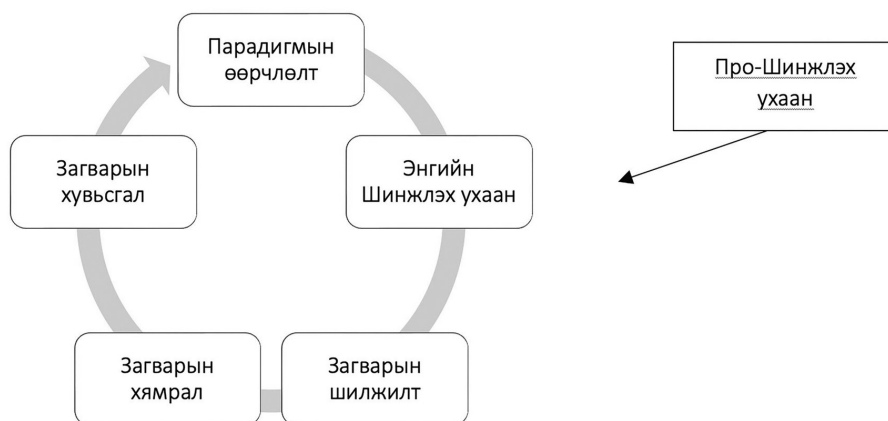 Парадигмын
өөрчлөлт
Про-Шинжлэх
ухаан
Энгийн
Шинжлэх ухаан
Загварын
шилжилт
Загварын
хямрал
Загварын
хувьсгал